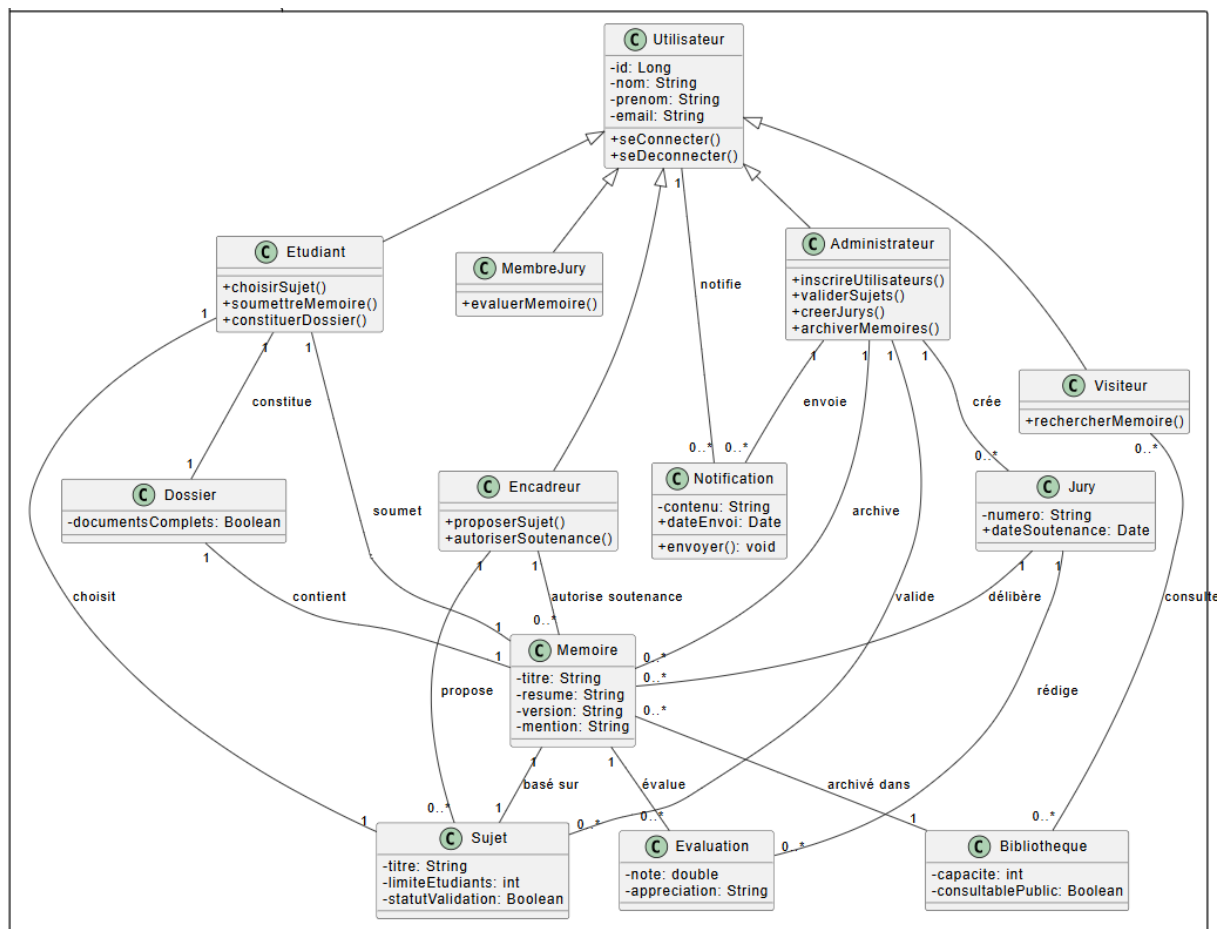 C Utilisateur
-id: Long
-nom: String
-prenom: String
-email: String
+seConnecter()
+seDeconnecter()
1
C Etudiant
+choisirSujet()
+soumettreMemoire()
+constituerDossier()
1
1
1
C MembreJury
+evaluerMemoire()
notifie
C Administrateur
+inscrireUtilisateurs()
+validerSujets()
+creerJurys()
+archiverMemoires()
1
1
1
1
C Visiteur
+rechercherMemoire()
0..*
constitue
envoie
crée
1
0..*
0..*
0..*
C Dossier
-documentsComplets: Boolean
1
soumet
C Encadreur
+proposerSujet()
+autoriserSoutenance()
1
1
C Notification
-contenu: String
+dateEnvoi: Date
+envoyer(): void
archive
C Jury
-numero: String
+dateSoutenance: Date
1
1
choisit
contient
autorise soutenance
valide
délibère
consulte
0..*
1
1
C Memoire
-titre: String
-resume: String
-version: String
-mention: String
0..*
0..*
0..*
propose
rédige
1
1
basé sur
évalue
archivé dans
0..*
1
1
0..*
0..*
1
0..*
0..*
C Sujet
-titre: String
-limiteEtudiants: int
-statutValidation: Boolean
C Evaluation
-note: double
-appreciation: String
C Bibliotheque
-capacite: int
-consultablePublic: Boolean